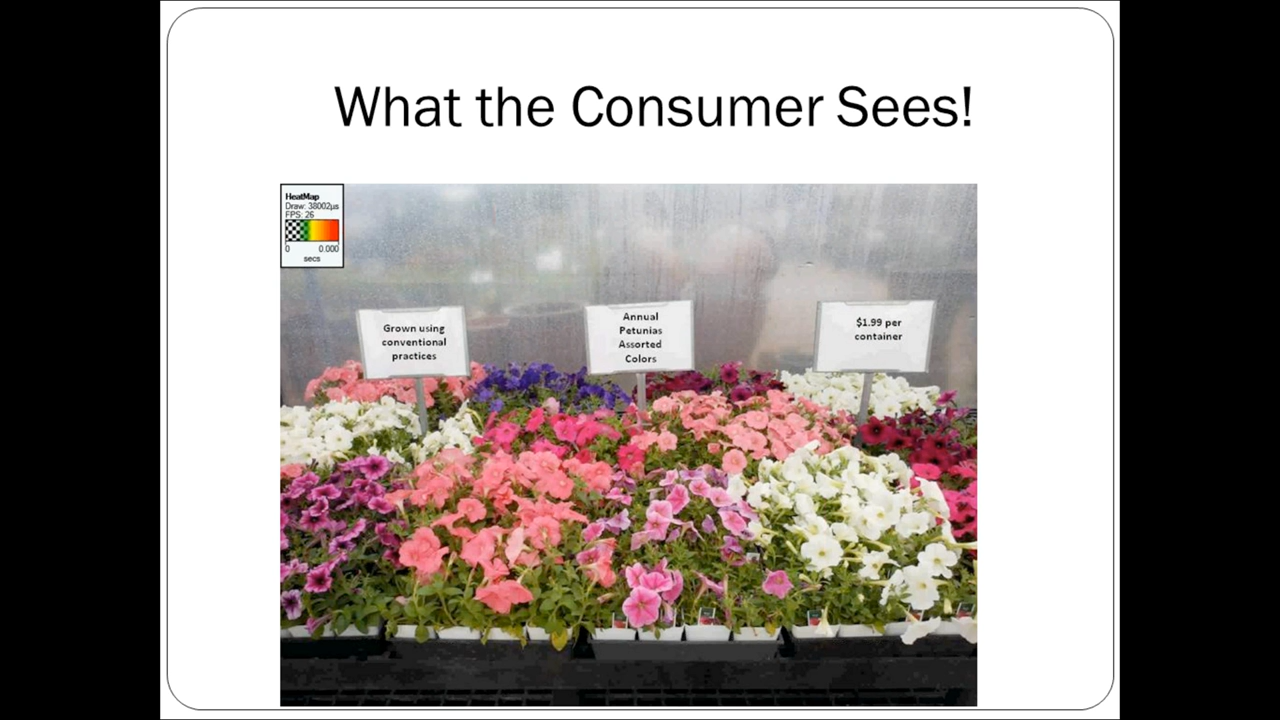 What the Consumer Sees!
HeatMap
Draw: 38002µs
FPS: 26
0 0.000
secs
Grown using
conventional
practices
Annual
Petunias
Assorted
Colors
$1.99 per
container